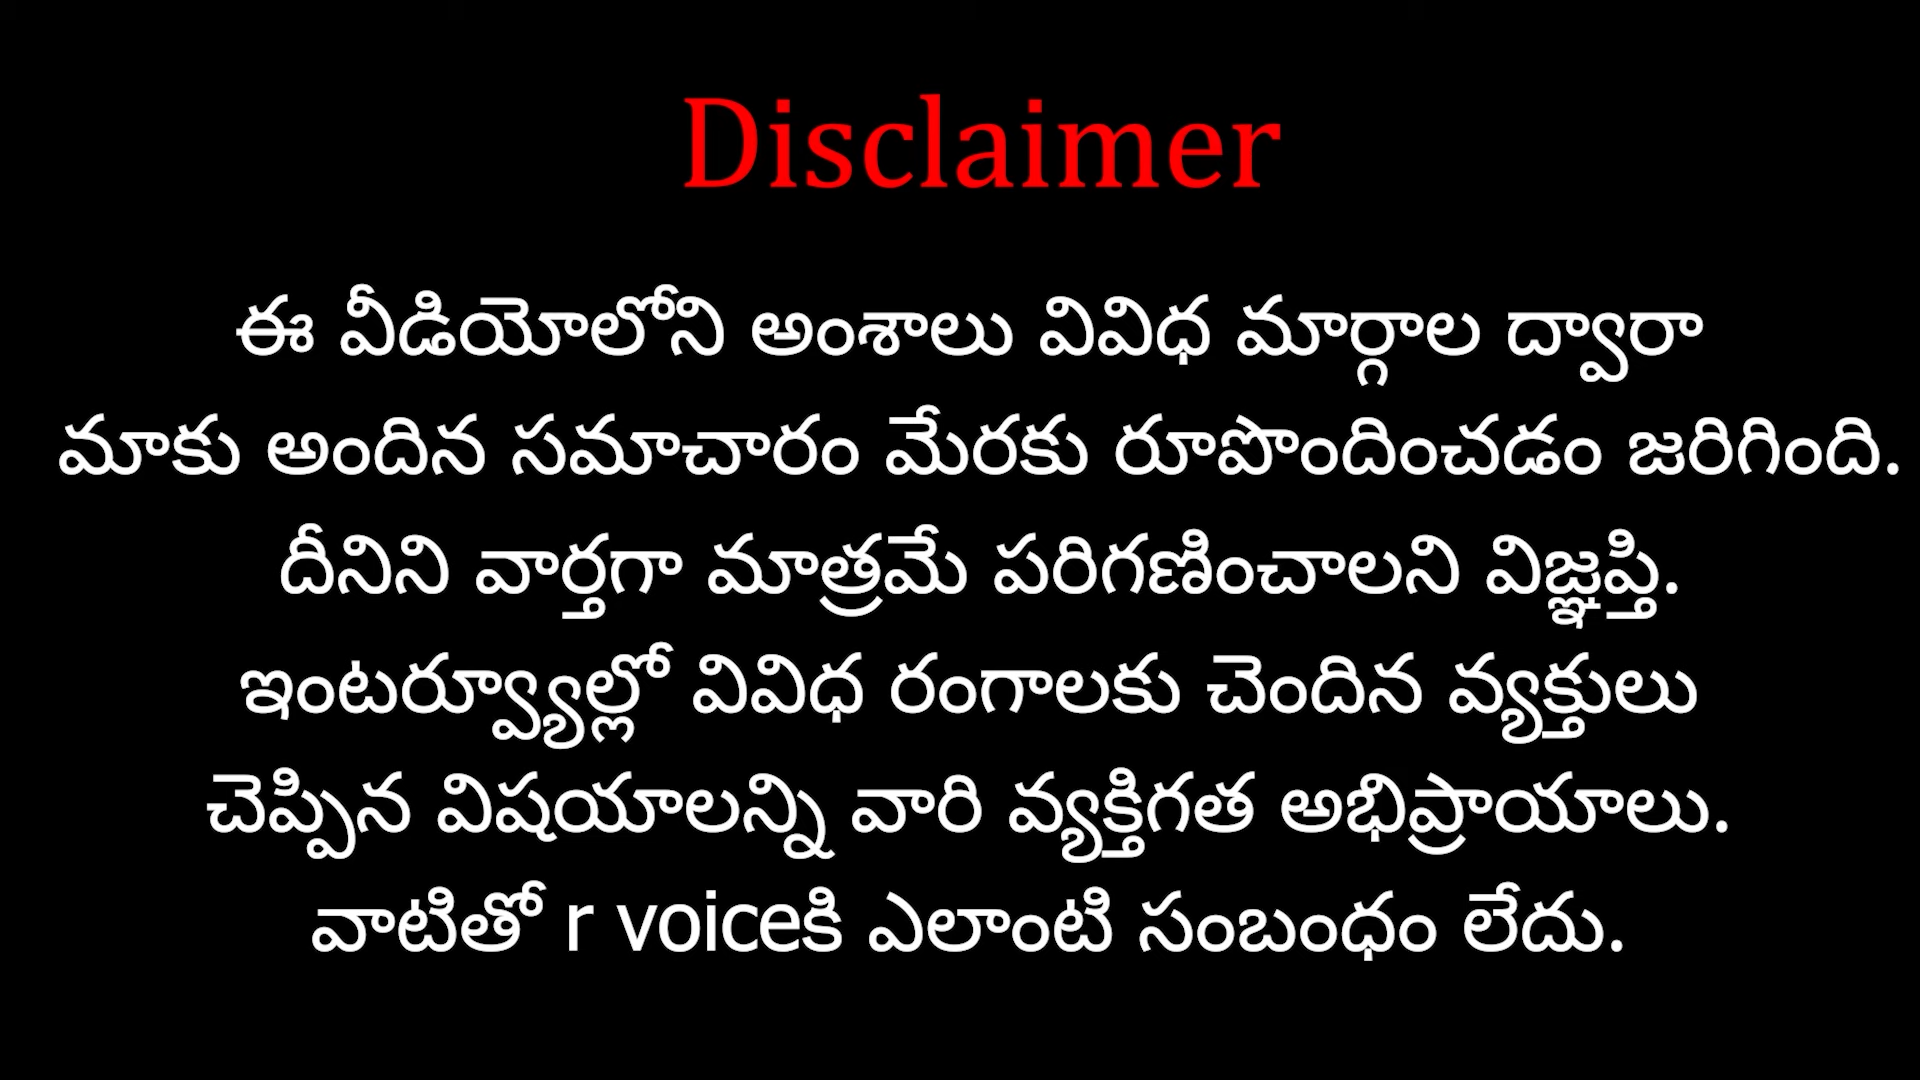 Disclaimer
ఈ వీడియోలోని అంశాలు వివిధ మార్గాల ద్వారా
మాకు అందిన సమాచారం మేరకు రూపొందించడం జరిగింది.
దీనిని వార్తగా మాత్రమే పరిగణించాలని విజ్ఞప్తి.
ఇంటర్వ్యూల్లో వివిధ రంగాలకు చెందిన వ్యక్తులు
చెప్పిన విషయాలన్ని వారి వ్యక్తిగత అభిప్రాయాలు.
వాటితో r voiceకి ఎలాంటి సంబంధం లేదు.